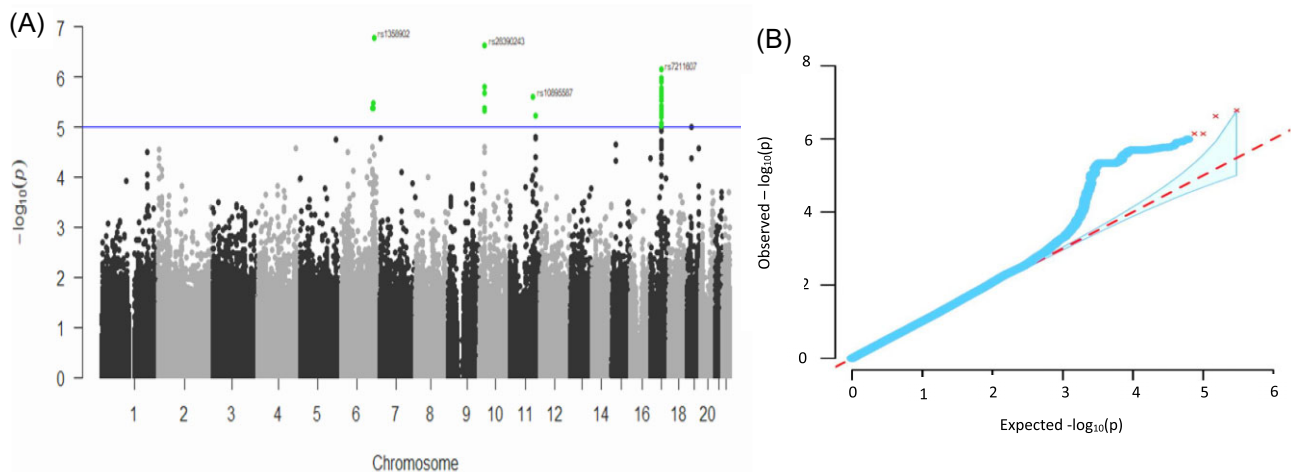 (A)
−log₁₀(p)
7
6
5
4
3
2
1
0
rs1358902
rs28390243
rs10895587
rs7211607
1 2 3 4 5 6 7 8 9 10 11 12 14 16 18 20
Chromosome
(B)
Observed – log₁₀(p)
8
6
4
2
0
0 1 2 3 4 5 6
Expected -log₁₀(p)